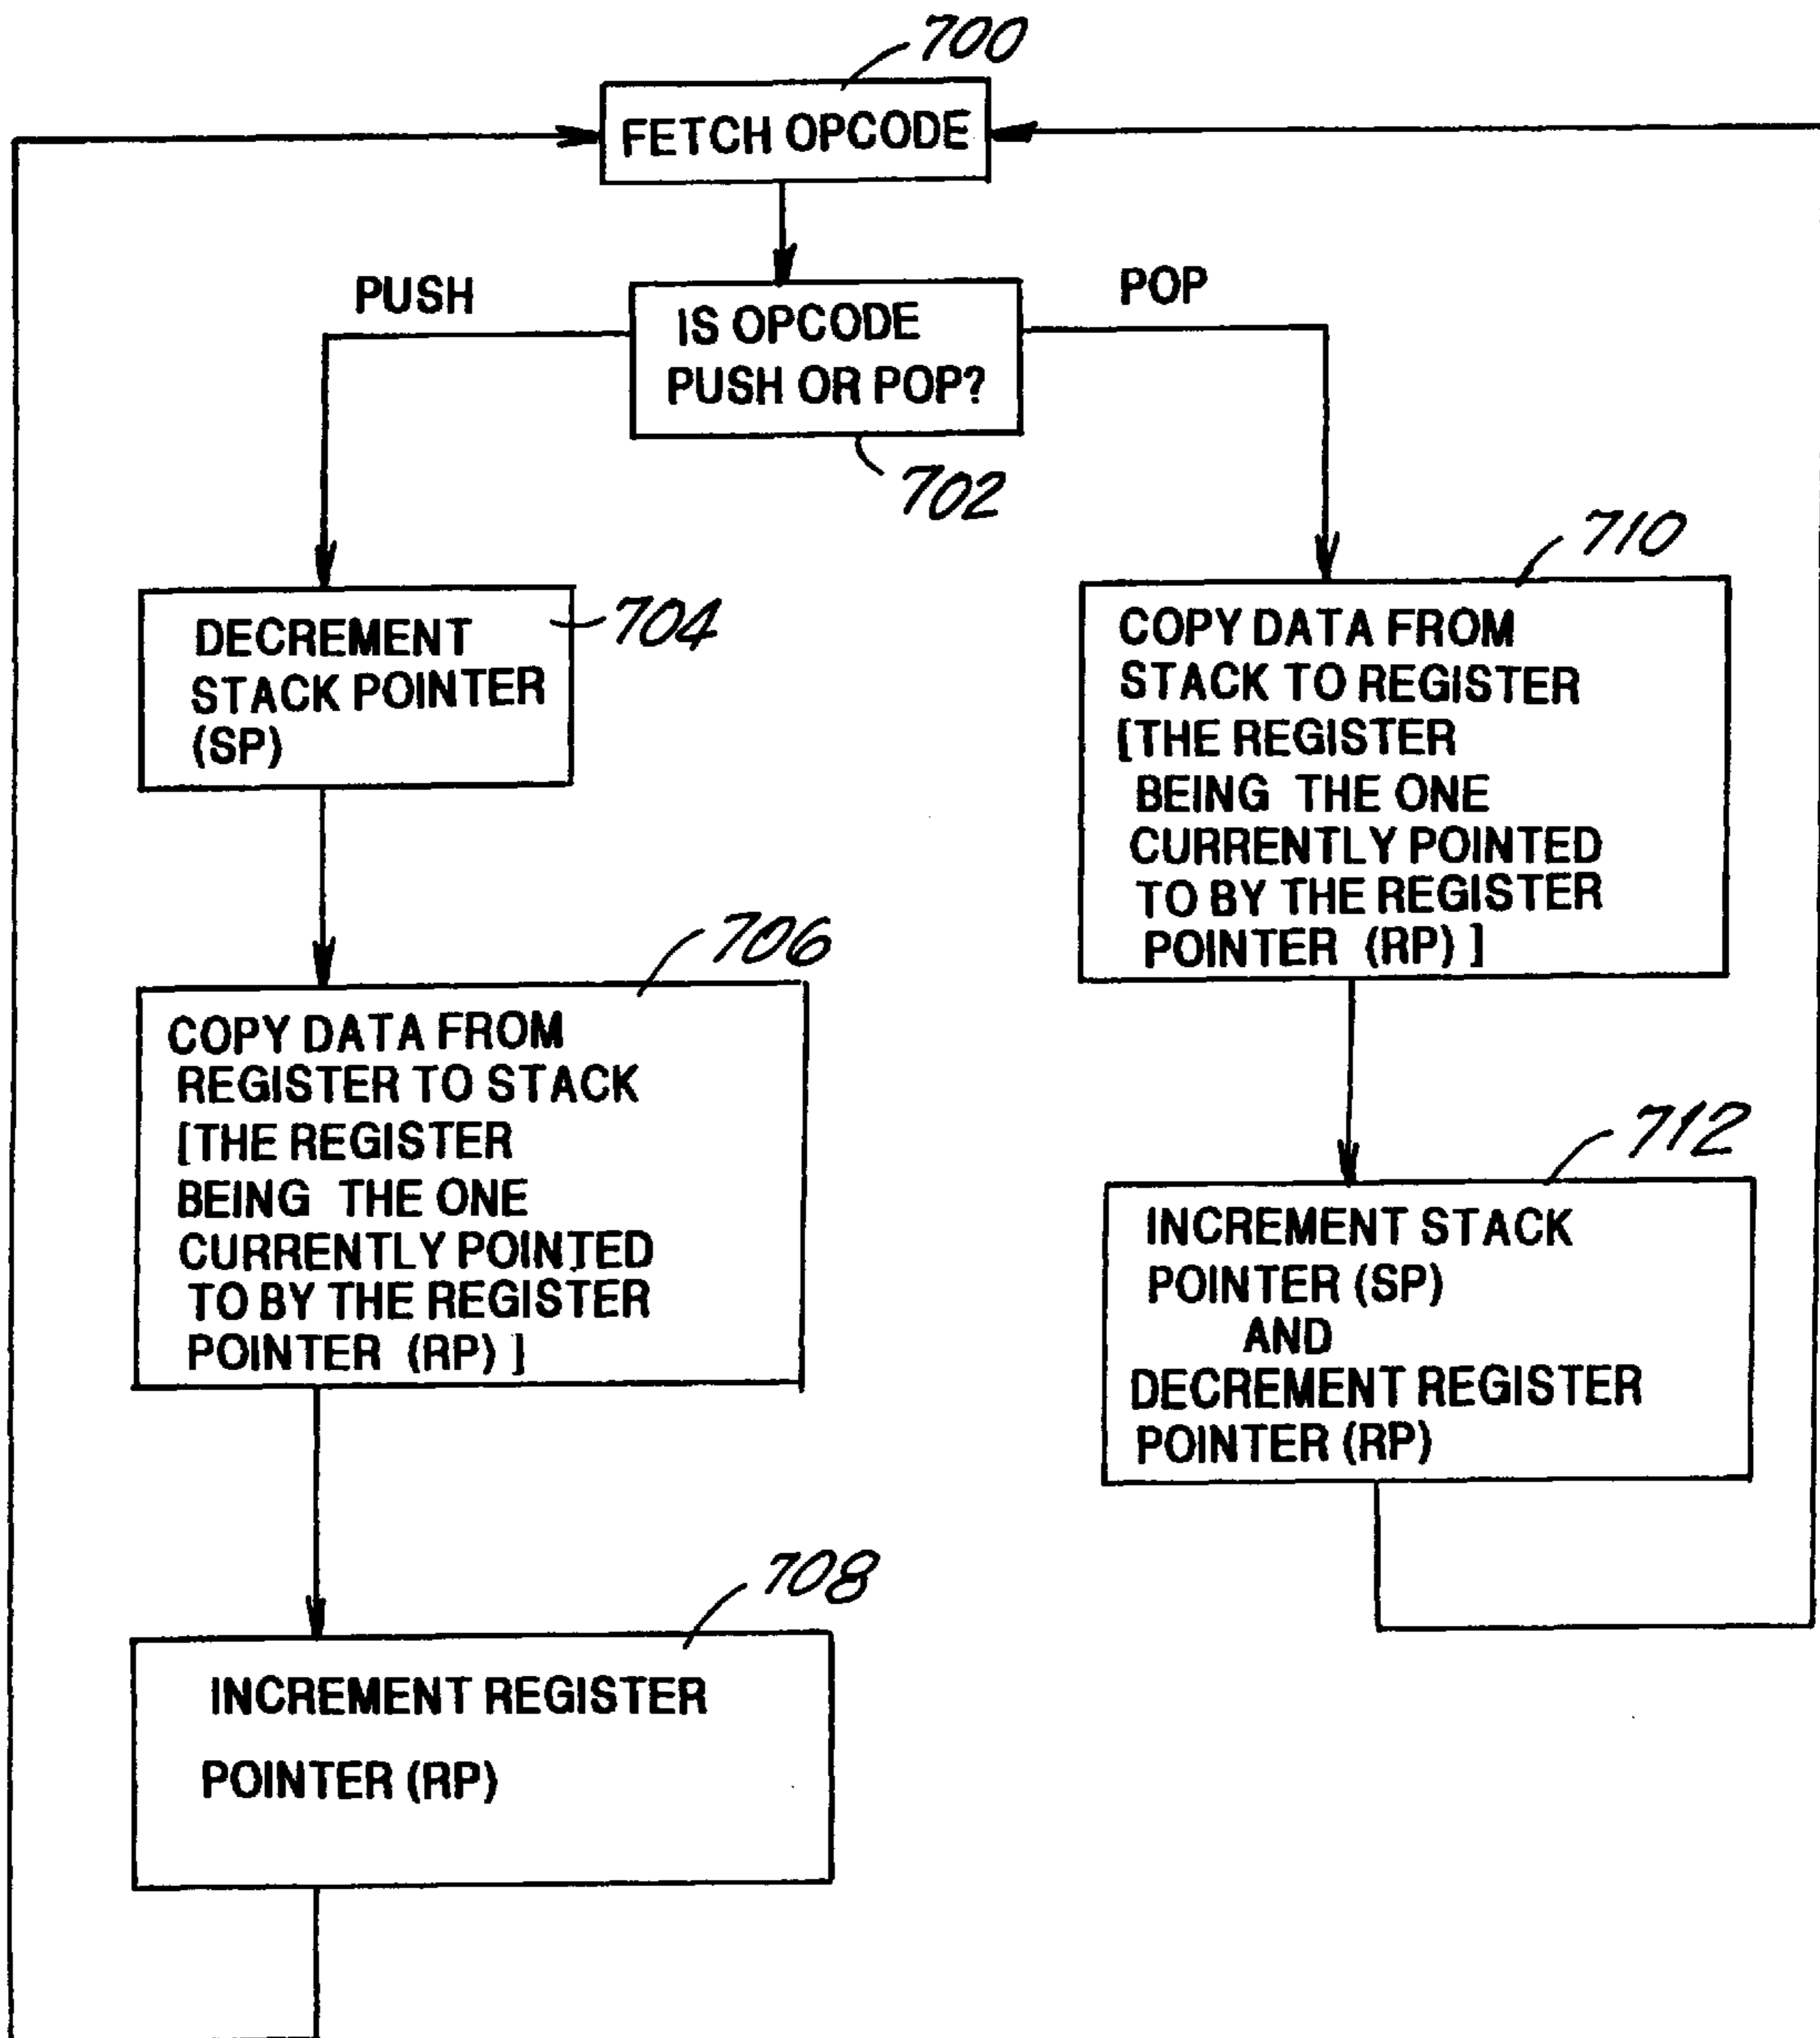 700
FETCH OPCODE
PUSH
POP
IS OPCODE
PUSH OR POP?
702
704
DECREMENT
STACK POINTER
(SP)
706
COPY DATA FROM
REGISTER TO STACK
[THE REGISTER
BEING THE ONE
CURRENTLY POINTED
TO BY THE REGISTER
POINTER (RP) ]
708
INCREMENT REGISTER
POINTER (RP)
710
COPY DATA FROM
STACK TO REGISTER
[THE REGISTER
BEING THE ONE
CURRENTLY POINTED
TO BY THE REGISTER
POINTER (RP) ]
712
INCREMENT STACK
POINTER (SP)
AND
DECREMENT REGISTER
POINTER (RP)